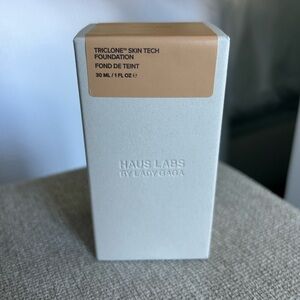 TRICLONE™ SKIN TECH
FOUNDATION
FOND DE TEINT
30 ML / 1 FL OZ ℮
HAUS LABS
BY LADY GAGA